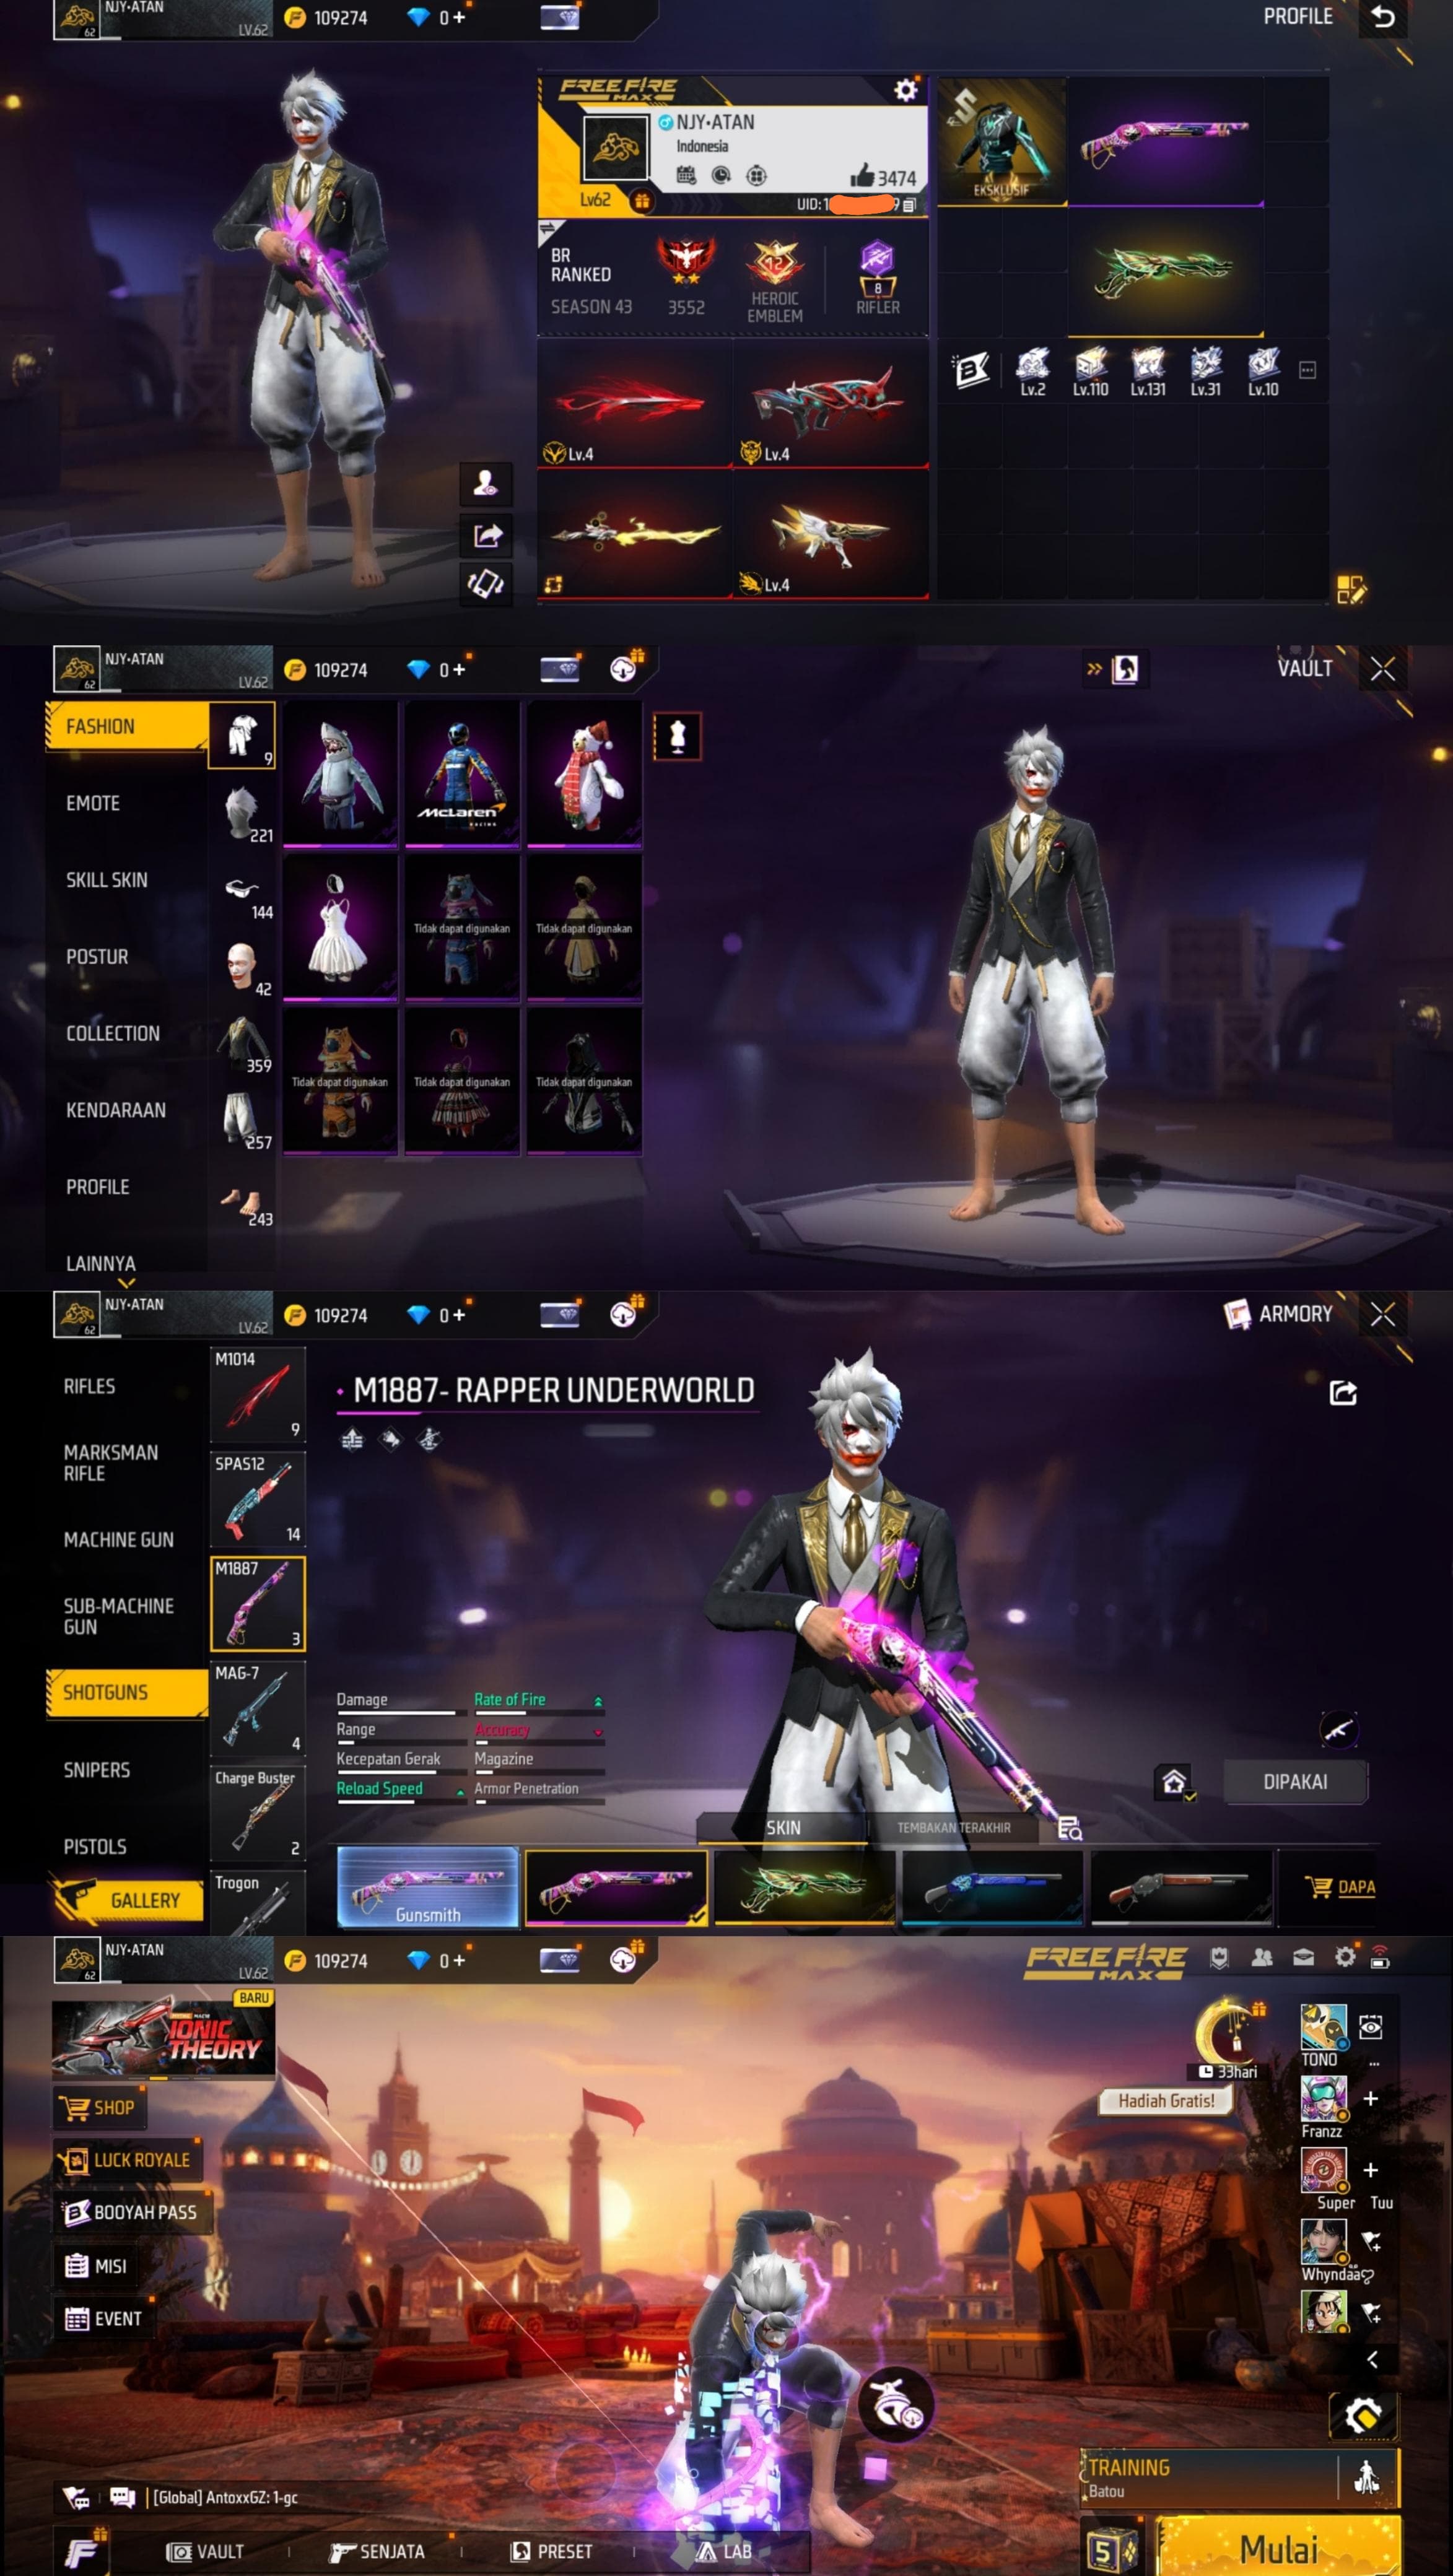 NJY•ATAN
62
LV.62
109274
0 +
PROFILE
FREE FIRE
MAX
NJY•ATAN
Indonesia
3474
Lv62
UID:1
9
EKSKLUSIF
BR
RANKED
SEASON 43
3552
12
HEROIC
EMBLEM
8
RIFLER
Lv.4
Lv.4
Lv.4
Lv.2
Lv.110
Lv.131
Lv.31
Lv.10
NJY•ATAN
62
LV.62
109274
0 +
VAULT
FASHION
EMOTE
SKILL SKIN
POSTUR
COLLECTION
KENDARAAN
PROFILE
LAINNYA
9
221
144
42
359
257
243
McLaren
RACING
Tidak dapat digunakan
Tidak dapat digunakan
Tidak dapat digunakan
Tidak dapat digunakan
Tidak dapat digunakan
NJY•ATAN
62
LV.62
109274
0 +
ARMORY
RIFLES
MARKSMAN
RIFLE
MACHINE GUN
SUB-MACHINE
GUN
SHOTGUNS
SNIPERS
PISTOLS
GALLERY
M1014
9
SPAS12
14
M1887
3
MAG-7
4
Charge Buster
2
Trogon
M1887- RAPPER UNDERWORLD
Damage
Rate of Fire
Range
Accuracy
Kecepatan Gerak
Magazine
Reload Speed
Armor Penetration
DIPAKAI
SKIN
TEMBAKAN TERAKHIR
Gunsmith
DAPA
NJY•ATAN
62
LV.62
109274
0 +
FREE FIRE
MAX
BARU
IONIC
THEORY
SHOP
LUCK ROYALE
BOOYAH PASS
MISI
EVENT
33hari
Hadiah Gratis!
TONO
...
Franzz
Super Tuu
Whyndaa
[Global] AntoxxGZ: 1-gc
VAULT
SENJATA
PRESET
LAB
TRAINING
Batou
5
Mulai